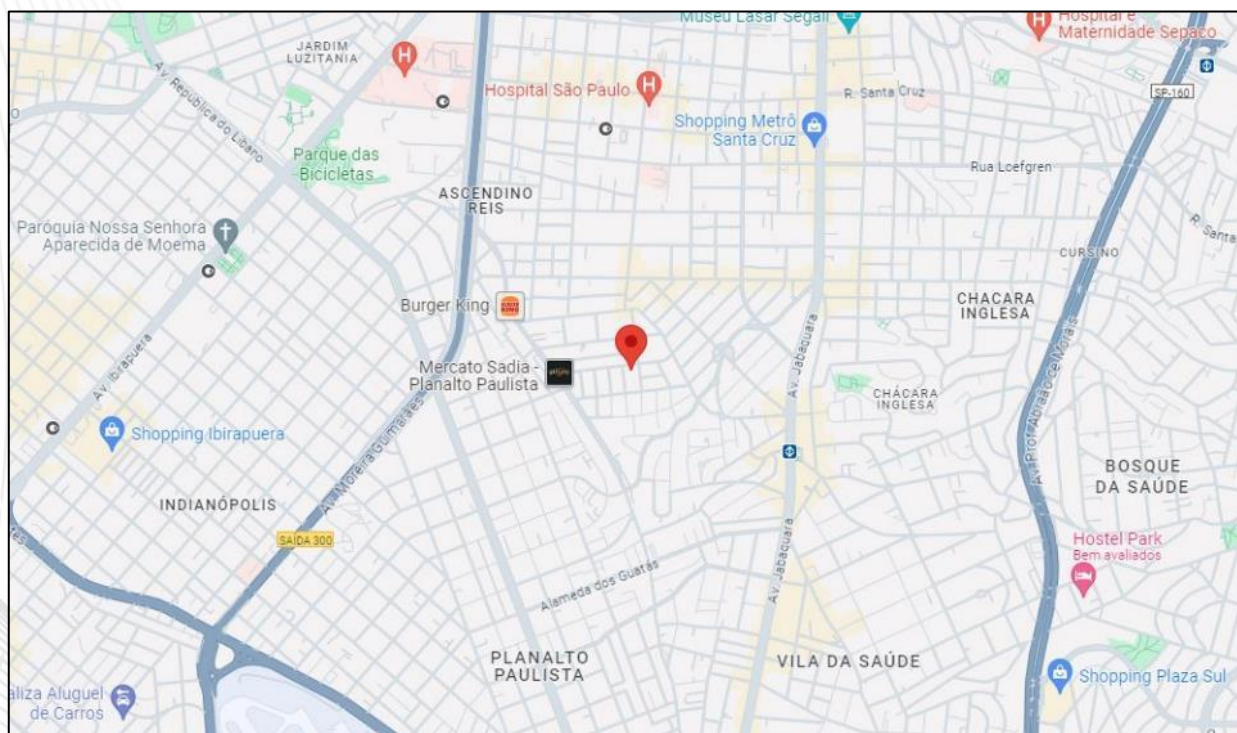 Museu Lasar Segall
Hospital e
Maternidade Sepaco
JARDIM
LUZITANIA
Av. República do Líbano
Hospital São Paulo
R. Santa Cruz
SP-160
Shopping Metrô
Santa Cruz
Parque das
Bicicletas
Rua Loefgren
ASCENDINO
REIS
Paróquia Nossa Senhora
Aparecida de Moema
R. Santa
CURSINO
Burger King
CHACARA
INGLESA
Av. Ibirapuera
Mercato Sadia -
Planalto Paulista
Av. Jabaquara
Av. Prof. Abraão de Morais
CHÁCARA
INGLESA
Av. Moreira Guimarães
Shopping Ibirapuera
BOSQUE
DA SAÚDE
INDIANÓPOLIS
SAÍDA 300
Av. Jabaquara
Hostel Park
Bem avaliados
Alameda dos Guatás
PLANALTO
PAULISTA
VILA DA SAÚDE
Shopping Plaza Sul
aliza Aluguel
de Carros